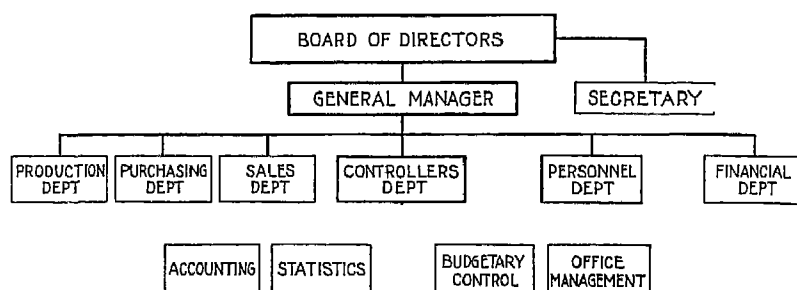 BOARD OF DIRECTORS
GENERAL MANAGER
SECRETARY
PRODUCTION
DEPT
PURCHASING
DEPT
SALES
DEPT
CONTROLLERS
DEPT
PERSONNEL
DEPT
FINANCIAL
DEPT
ACCOUNTING
STATISTICS
BUDGETARY
CONTROL
OFFICE
MANAGEMENT